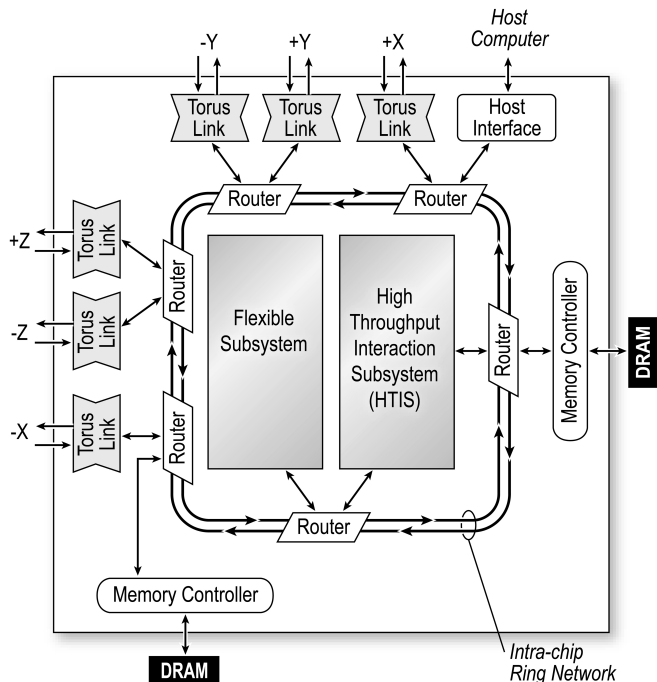 Host
Computer
-Y
+Y
+X
Torus
Link
Torus
Link
Torus
Link
Host
Interface
Router
Router
+Z
Torus
Link
Router
-Z
Torus
Link
Flexible
Subsystem
High
Throughput
Interaction
Subsystem
(HTIS)
Router
Memory Controller
DRAM
-X
Torus
Link
Router
Router
Memory Controller
DRAM
Intra-chip
Ring Network